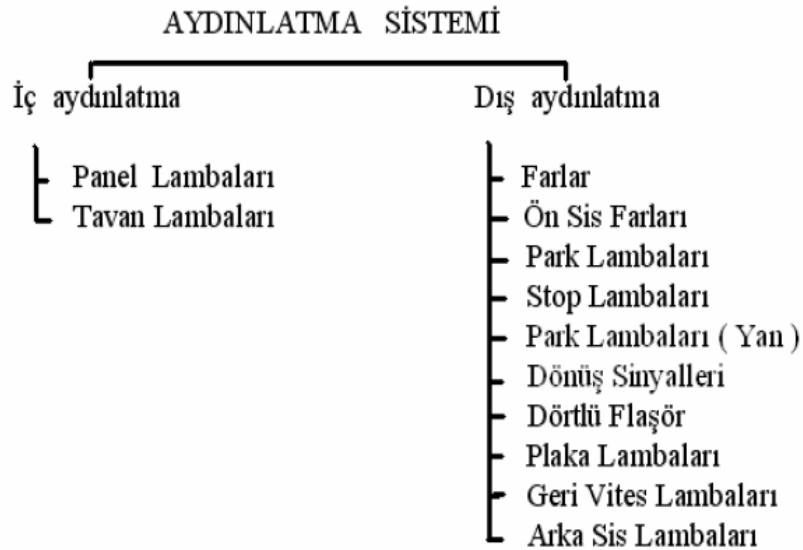 AYDINLATMA SİSTEMİ
İç aydınlatma
Panel Lambaları
Tavan Lambaları
Dış aydınlatma
Farlar
Ön Sis Farları
Park Lambaları
Stop Lambaları
Park Lambaları ( Yan )
Dönüş Sinyalleri
Dörtlü Flaşör
Plaka Lambaları
Geri Vites Lambaları
Arka Sis Lambaları